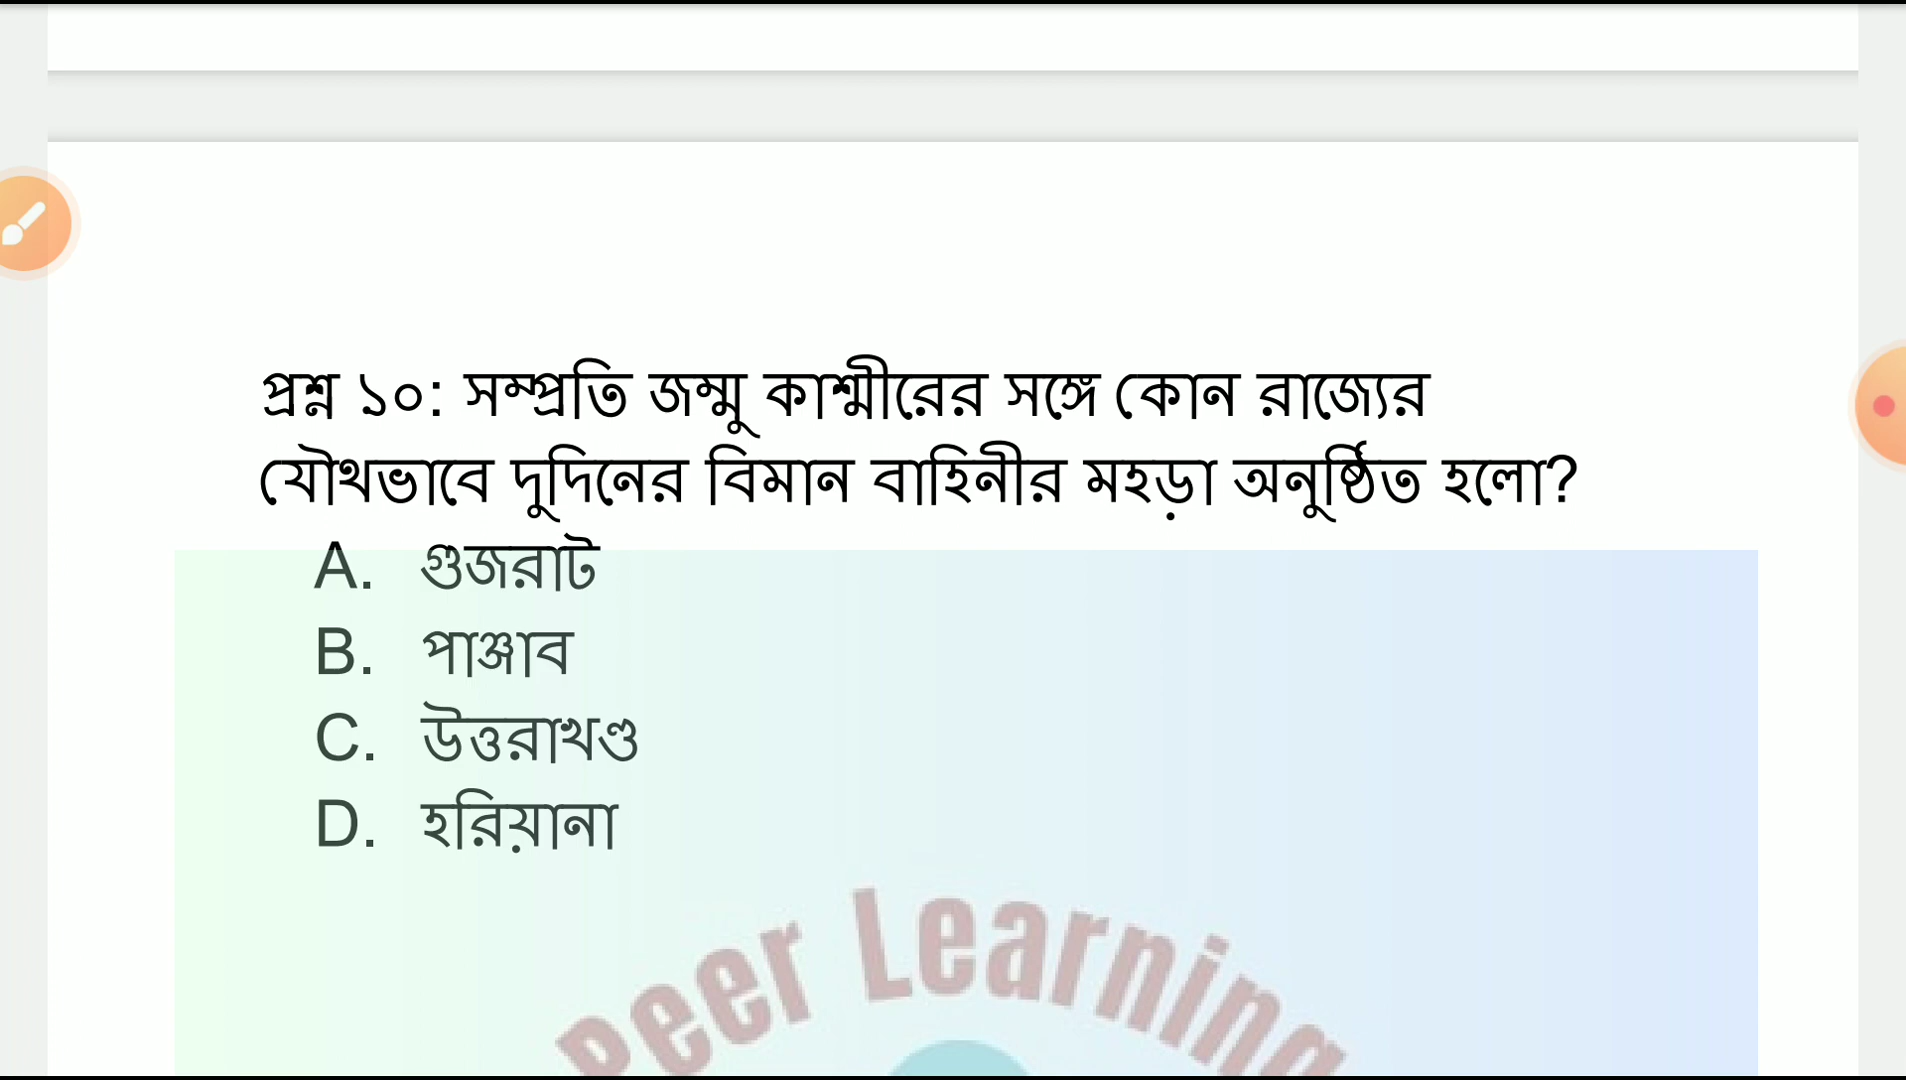 প্রশ্ন ১০: সম্প্রতি জম্মু কাশ্মীরের সঙ্গে কোন রাজ্যের
যৌথভাবে দুদিনের বিমান বাহিনীর মহড়া অনুষ্ঠিত হলো?
A. গুজরাট
B. পাঞ্জাব
C. উত্তরাখণ্ড
D. হরিয়ানা
Peer Learning